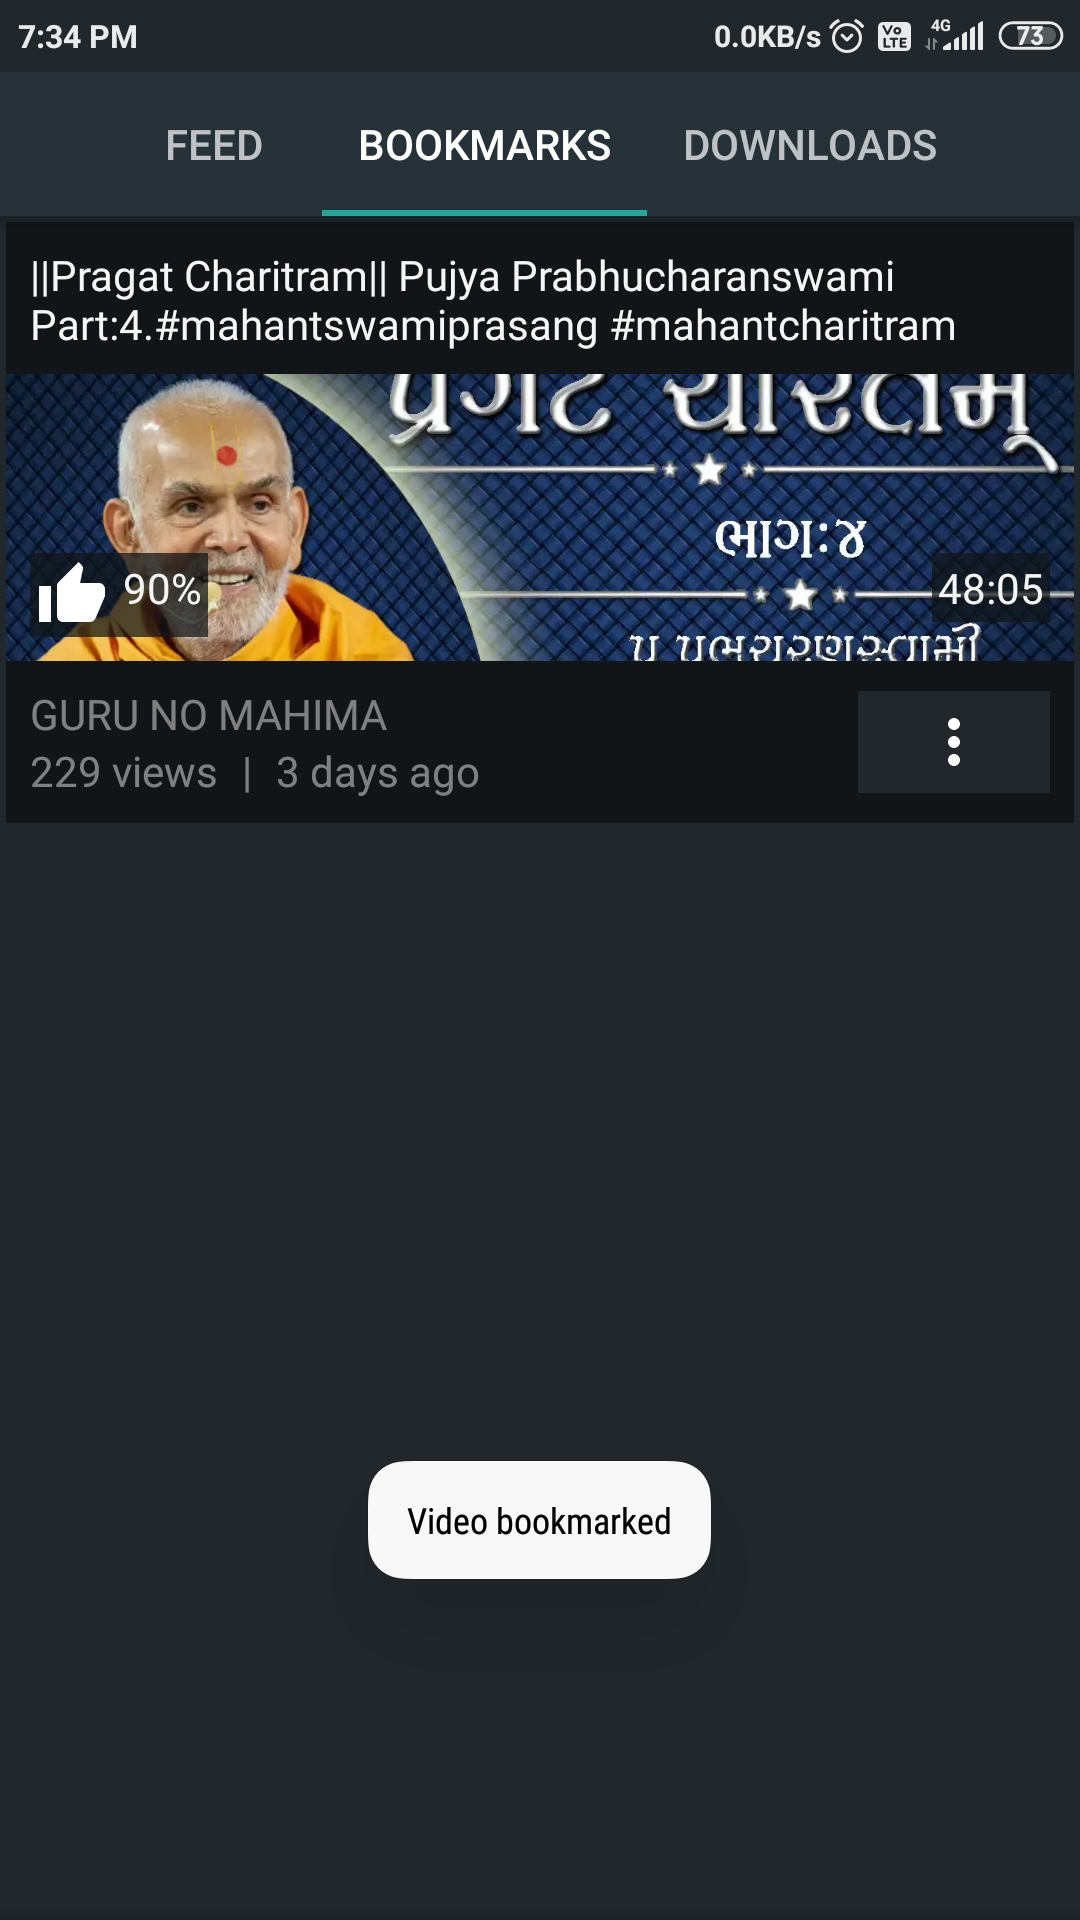 7:34 PM
0.0KB/s
Vo LTE
4G
73
FEED
BOOKMARKS
DOWNLOADS
||Pragat Charitram|| Pujya Prabhucharanswami
Part:4.#mahantswamiprasang #mahantcharitram
પ્રગટ ચરિતમ્
ભાગ:૪
90%
48:05
GURU NO MAHIMA
229 views | 3 days ago
Video bookmarked